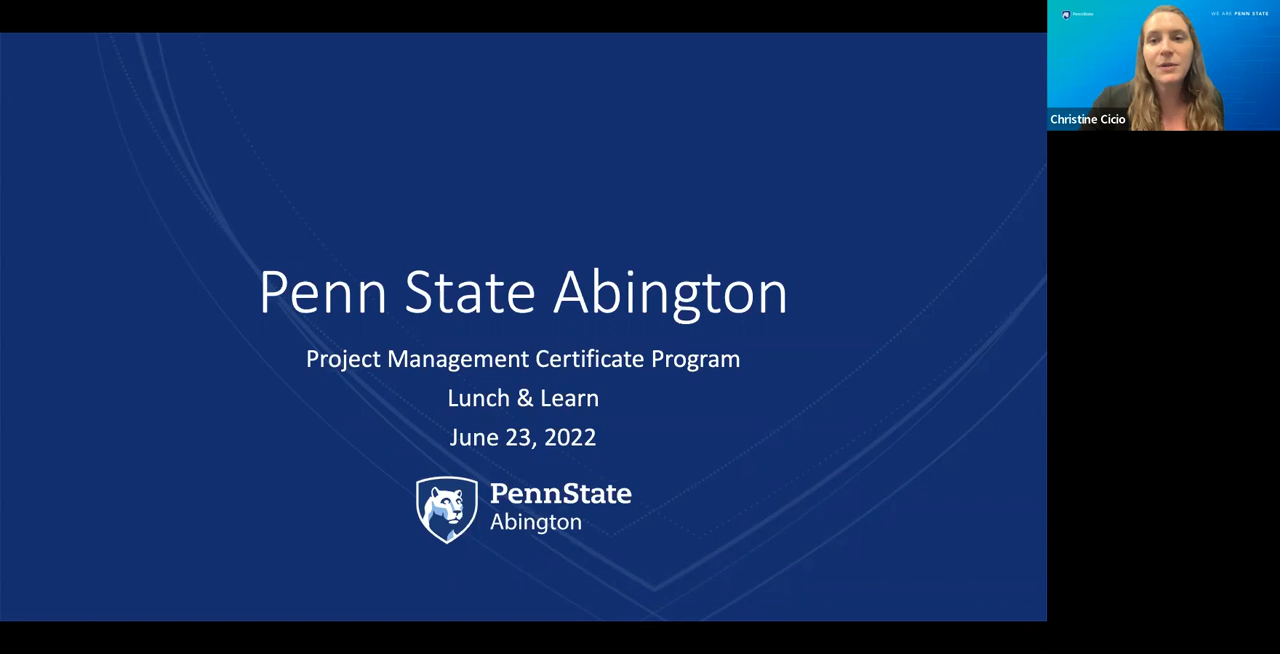 Penn State Abington
Project Management Certificate Program
Lunch & Learn
June 23, 2022
PennState
Abington
PennState
WE ARE PENN STATE
Christine Cicio